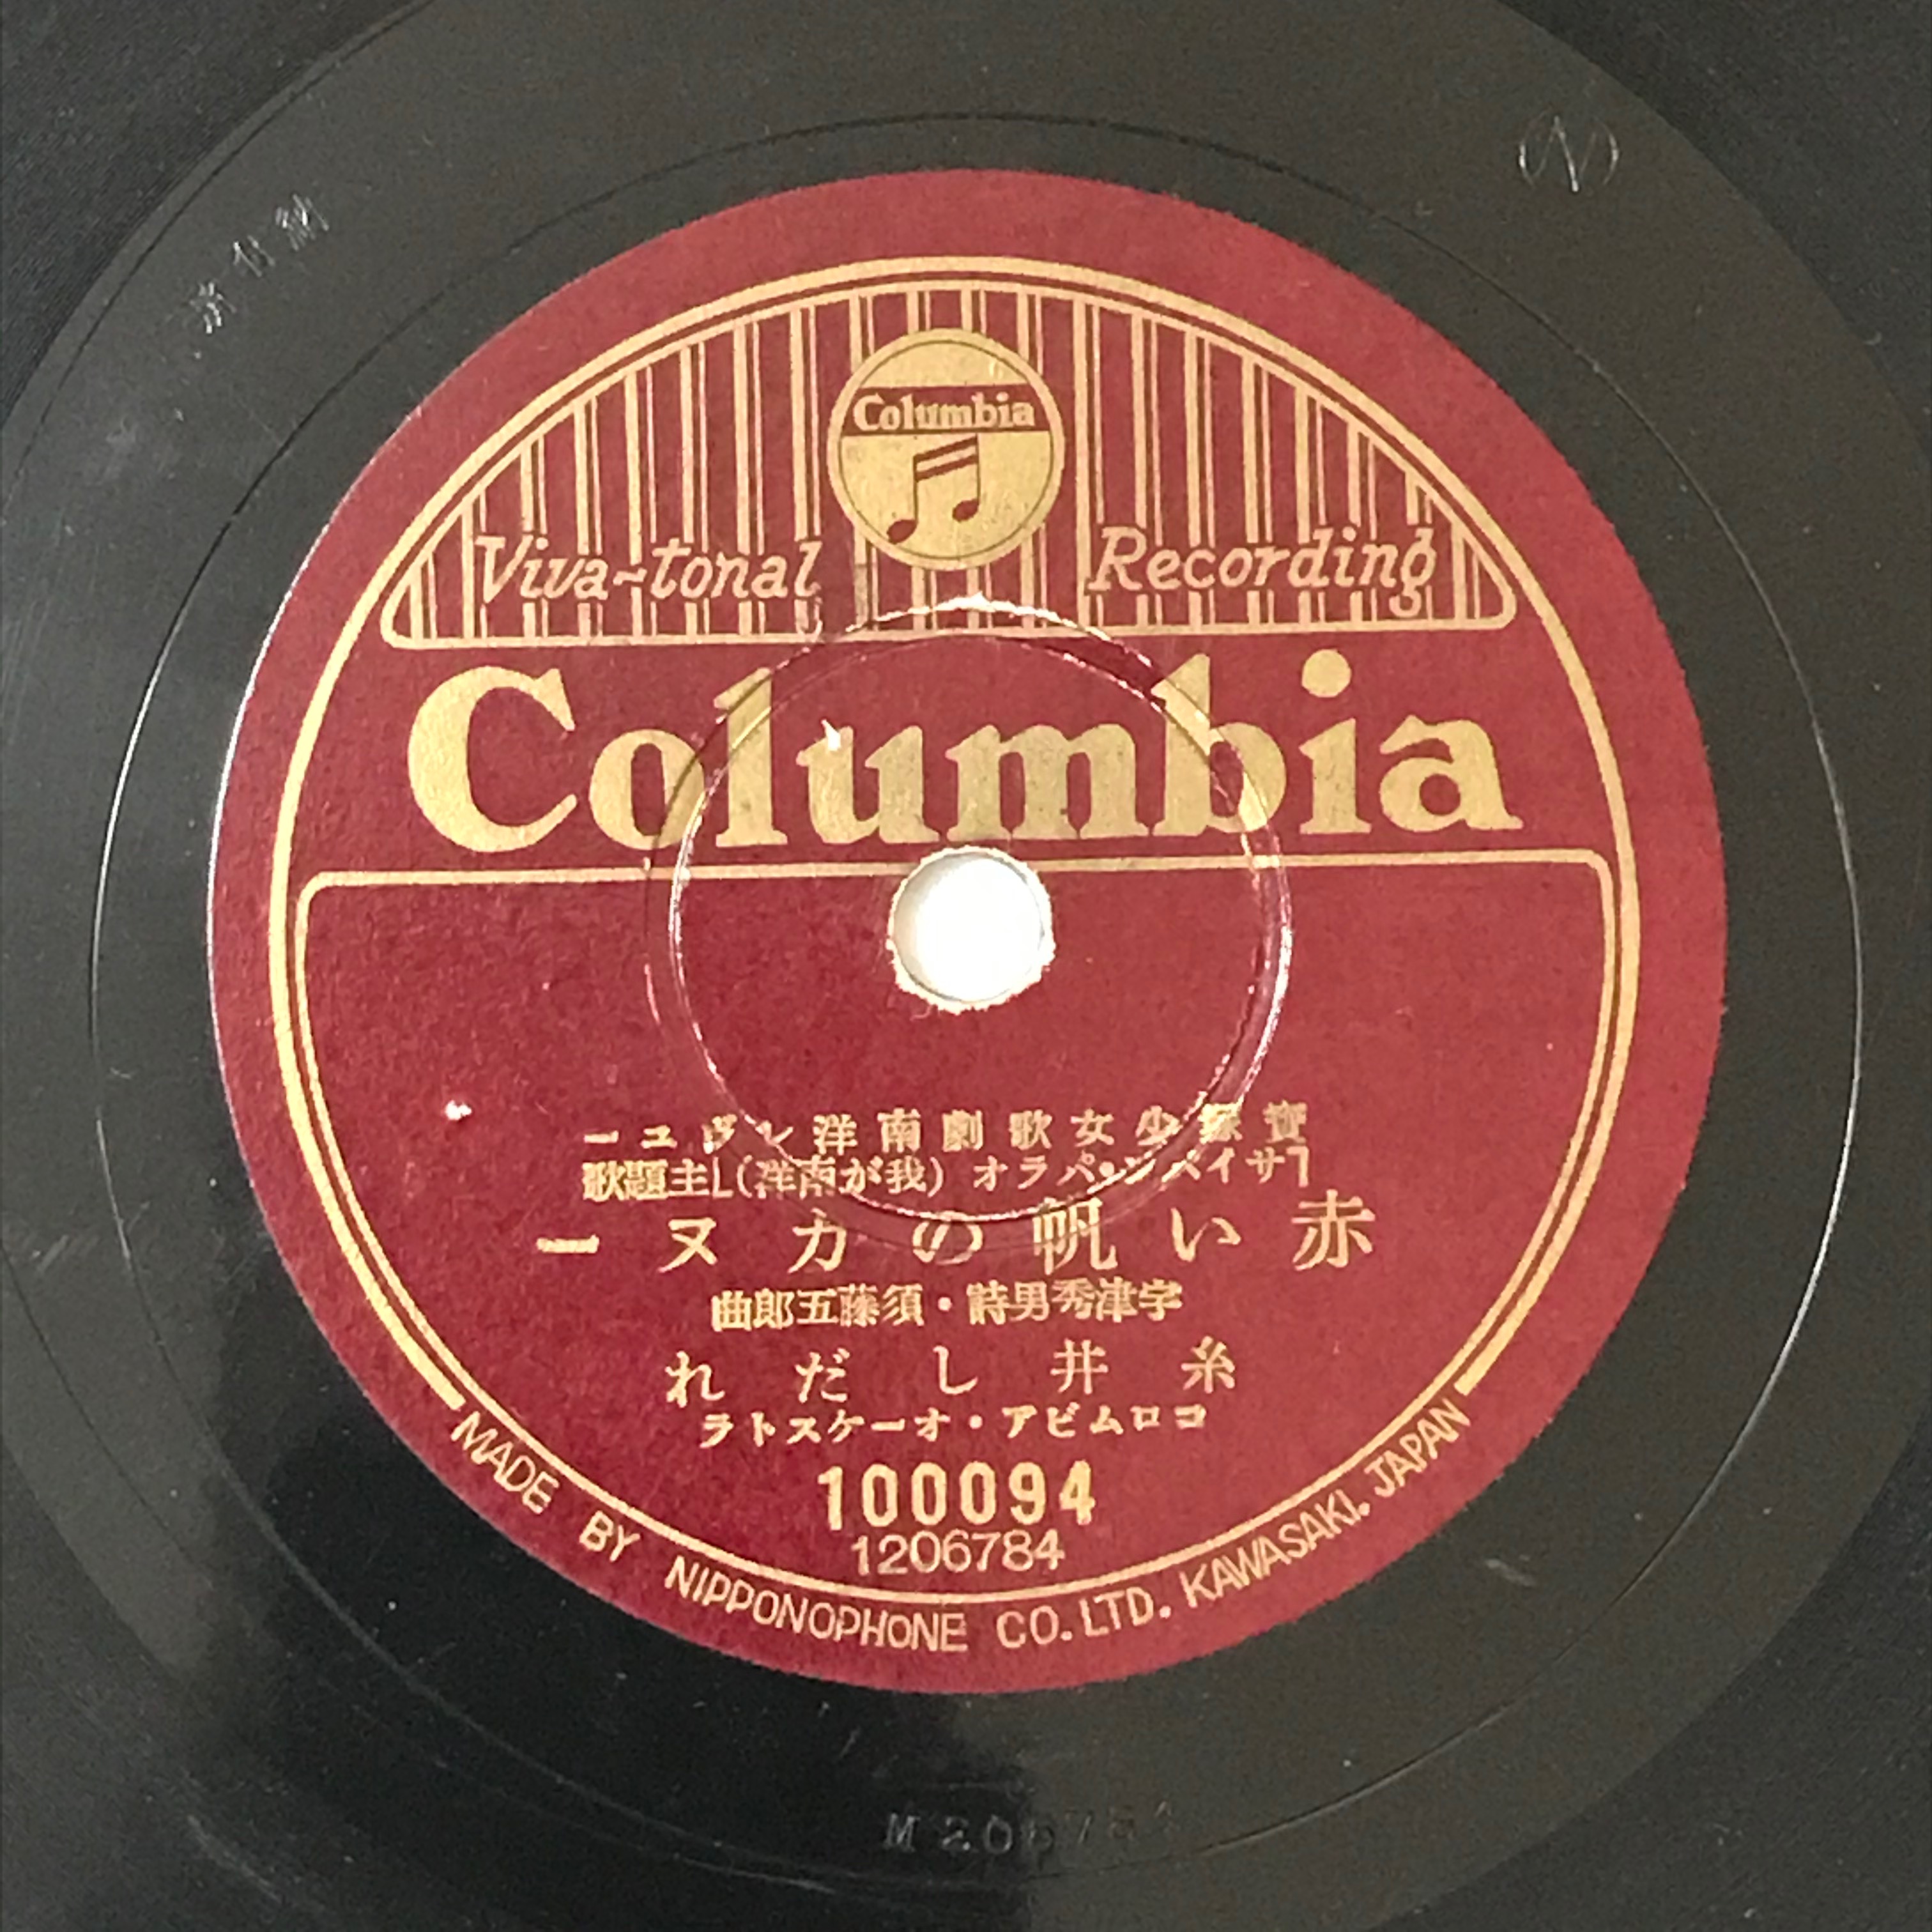 Columbia
Viva-tonal Recording
Columbia
寶塚少女歌劇南洋レヴユー
「サイパン・パラオ（我が南洋）」主題歌
赤い帆のカヌー
宇津秀男詩・須藤五郎曲
糸井しだれ
コロムビア・オーケストラ
100094
1206784
MADE BY NIPPONOPHONE CO. LTD. KAWASAKI. JAPAN